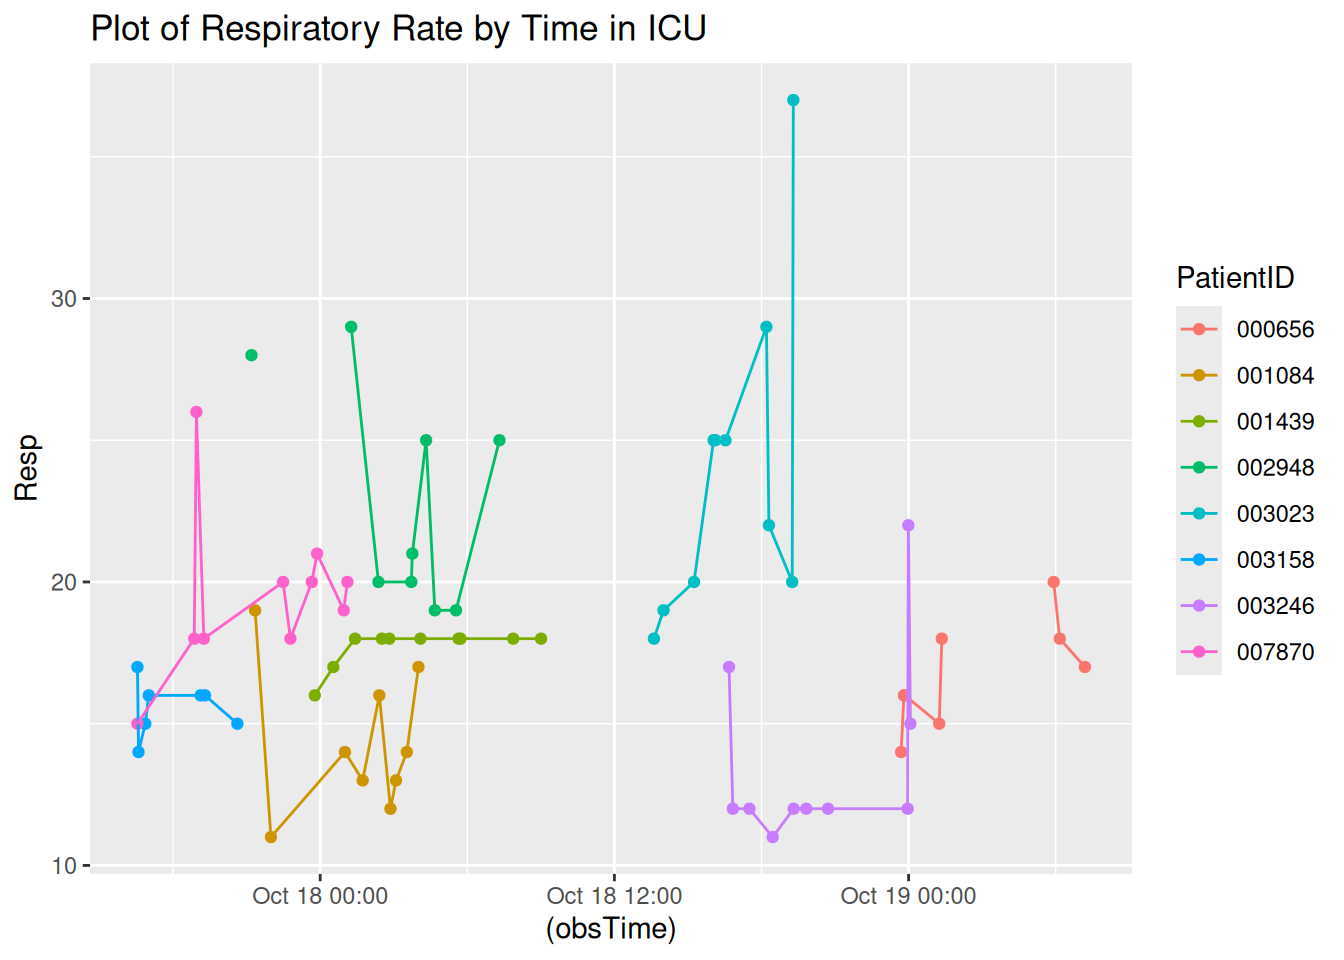 Plot of Respiratory Rate by Time in ICU
Resp
30
20
10
Oct 18 00:00
Oct 18 12:00
Oct 19 00:00
(obsTime)
PatientID
000656
001084
001439
002948
003023
003158
003246
007870